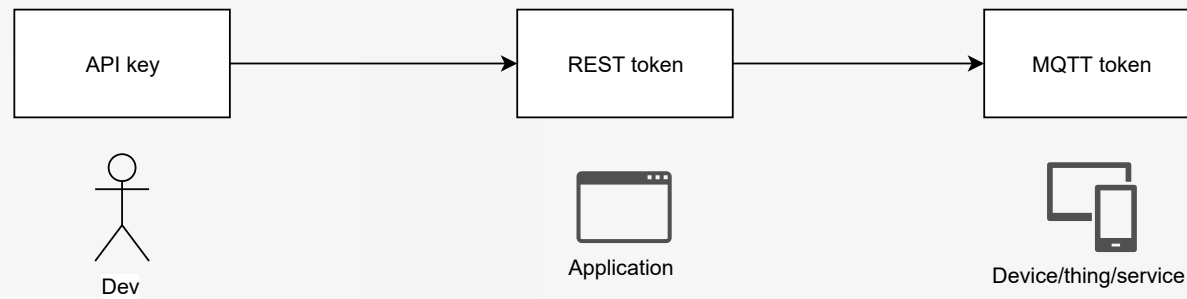 API key
REST token
MQTT token
Dev
Application
Device/thing/service